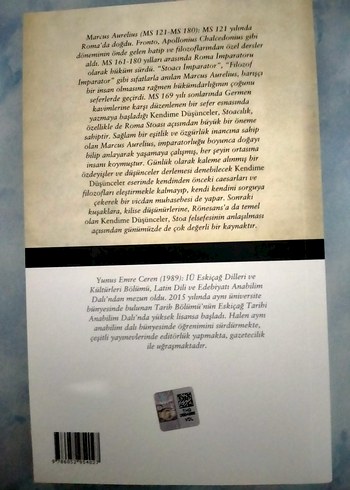 Marcus Aurelius (MS 121-MS 180): MS 121 yılında
Roma'da doğdu. Fronto, Apollonius Chalcedonius gibi
döneminin önde gelen hatip ve filozoflarından özel dersler
aldı. MS 161-180 yılları arasında Roma İmparatoru
olarak hüküm sürdü. "Stoacı İmparator", "Filozof
İmparator" gibi sıfatlarla anılan Marcus Aurelius, barışçı
bir insan olmasına rağmen hükümdarlığının çoğunu
seferlerde geçirdi. MS 169 yılı sonlarında Germen
kavimlerine karşı düzenlenen bir sefer esnasında
yazmaya başladığı Kendime Düşünceler, Stoacılık,
özellikle de Roma Stoası açısından büyük bir öneme
sahiptir. Sağlam bir eşitlik ve özgürlük inancına sahip
olan Marcus Aurelius, imparatorluğu boyunca doğayı
bilip anlayarak yaşamaya çalışmış, her şeyin ortasına
insanı koymuştur. Günlük olarak kaleme alınmış bir
özdeyişler ve düşünceler derlemesi denebilecek Kendime
Düşünceler eserinde kendinden önceki caesarları ve
filozofları eleştirmekle kalmayıp, kendi kendini sorguya
çekerek bir vicdan muhasebesi de yapar. Sonraki
kuşaklara, kilise düşünürlerine, Rönesans'a da temel
olan Kendime Düşünceler, Stoa felsefesinin anlaşılması
açısından günümüzde de çok değerli bir kaynaktır.
Yunus Emre Ceren (1989): İÜ Eskiçağ Dilleri ve
Kültürleri Bölümü, Latin Dili ve Edebiyatı Anabilim
Dalı'ndan mezun oldu. 2015 yılında aynı üniversite
bünyesinde bulunan Tarih Bölümü'nün Eskiçağ Tarihi
Anabilim Dalı'nda yüksek lisansa başladı. Halen aynı
anabilim dalı bünyesinde öğrenimini sürdürmekte,
çeşitli yayınevlerinde editörlük yapmakta, gazetecilik
ile uğraşmaktadır.